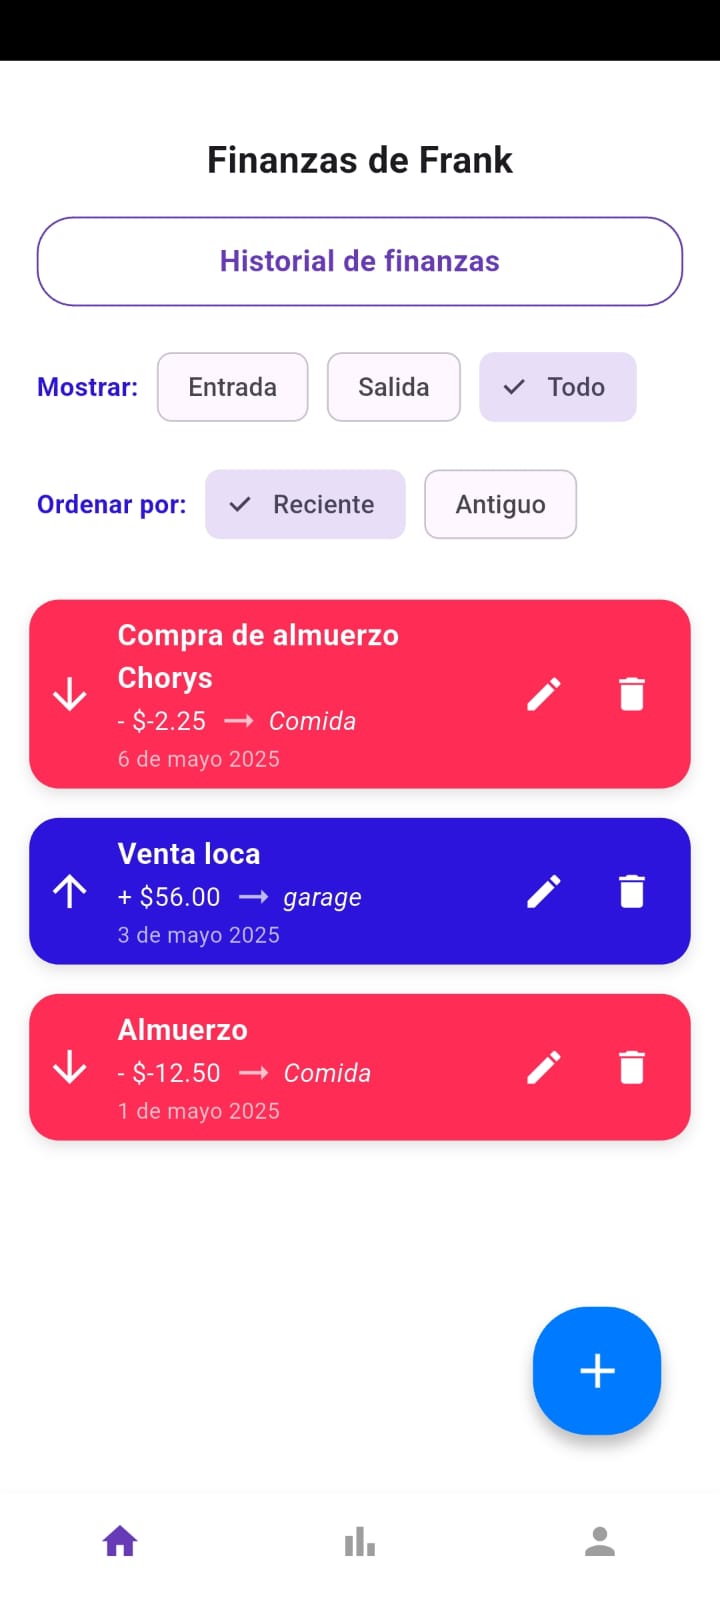 Finanzas de Frank
Historial de finanzas
Mostrar: Entrada Salida Todo
Ordenar por: Reciente Antiguo
Compra de almuerzo
Chorys
- $-2.25 → Comida
6 de mayo 2025
Venta loca
+ $56.00 → garage
3 de mayo 2025
Almuerzo
- $-12.50 → Comida
1 de mayo 2025